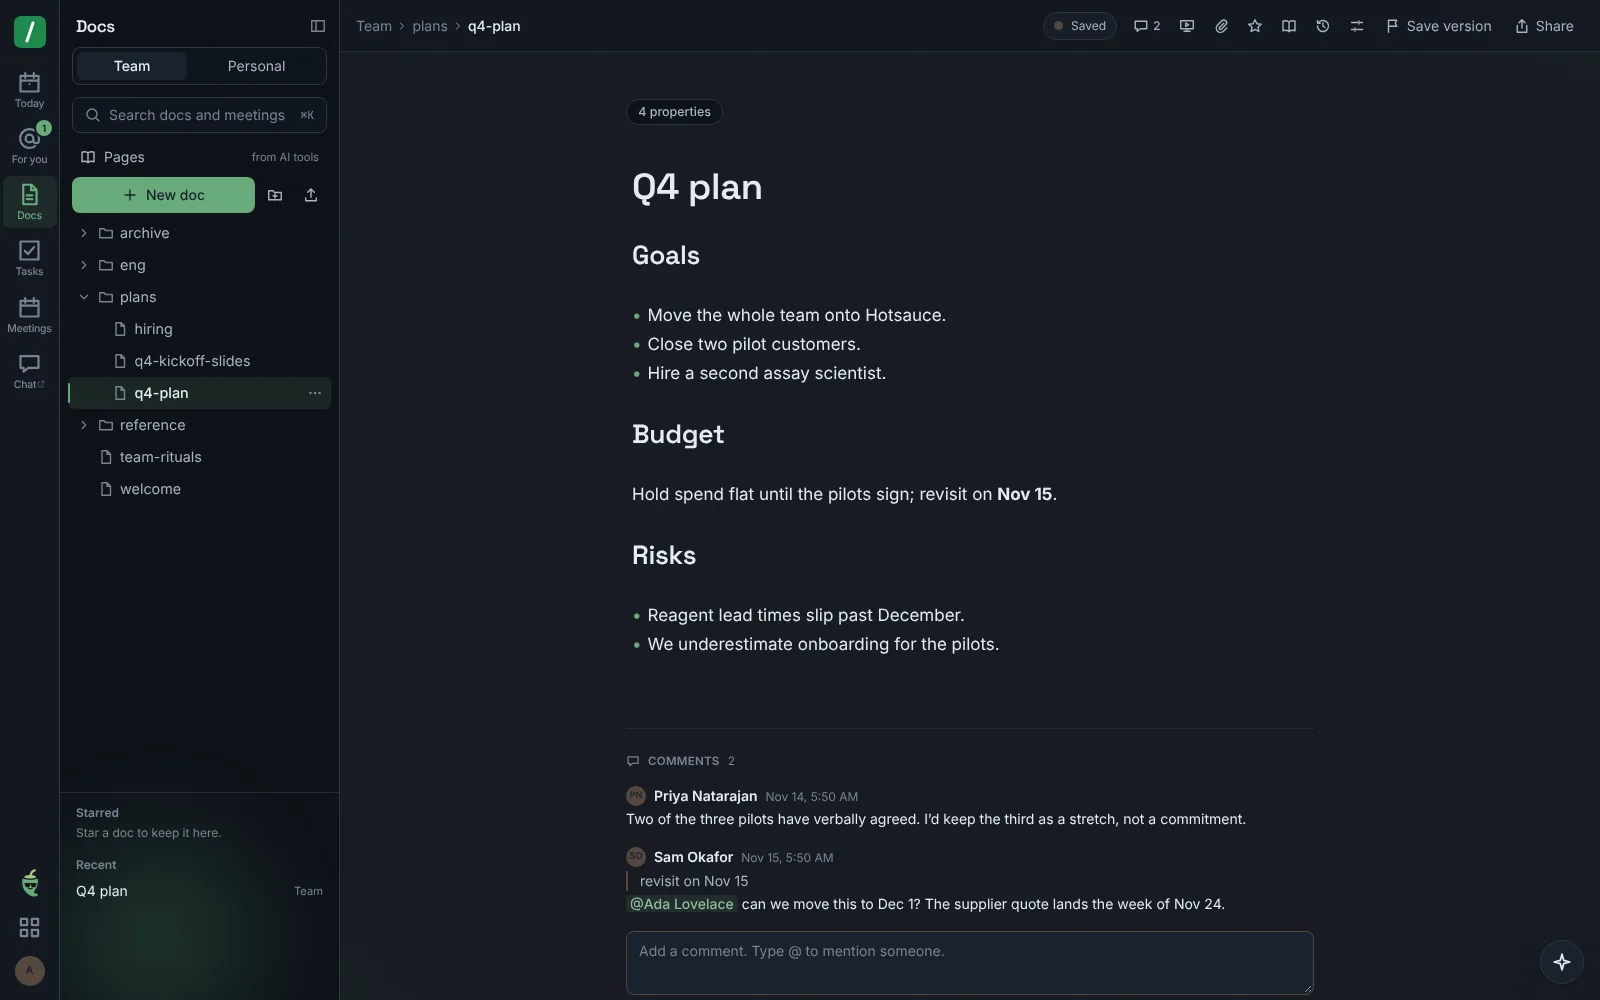 Docs
Team
Personal
Search docs and meetings ⌘K
Pages
from AI tools
+ New doc
archive
eng
plans
hiring
q4-kickoff-slides
q4-plan
reference
team-rituals
welcome
Starred
Star a doc to keep it here.
Recent
Q4 plan
Team
Today
1
For you
Docs
Tasks
Meetings
Chat
A
Team › plans › q4-plan
Saved
2
Save version
Share
4 properties
Q4 plan
Goals
• Move the whole team onto Hotsauce.
• Close two pilot customers.
• Hire a second assay scientist.
Budget
Hold spend flat until the pilots sign; revisit on Nov 15.
Risks
• Reagent lead times slip past December.
• We underestimate onboarding for the pilots.
COMMENTS 2
PN Priya Natarajan Nov 14, 5:50 AM
Two of the three pilots have verbally agreed. I’d keep the third as a stretch, not a commitment.
SO Sam Okafor Nov 15, 5:50 AM
revisit on Nov 15
@Ada Lovelace can we move this to Dec 1? The supplier quote lands the week of Nov 24.
Add a comment. Type @ to mention someone.